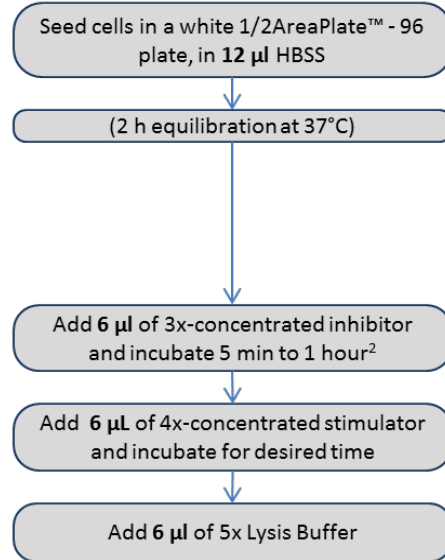 Seed cells in a white 1/2AreaPlate™ - 96
plate, in 12 µl HBSS
(2 h equilibration at 37°C)
Add 6 µl of 3x-concentrated inhibitor
and incubate 5 min to 1 hour²
Add 6 µL of 4x-concentrated stimulator
and incubate for desired time
Add 6 µl of 5x Lysis Buffer